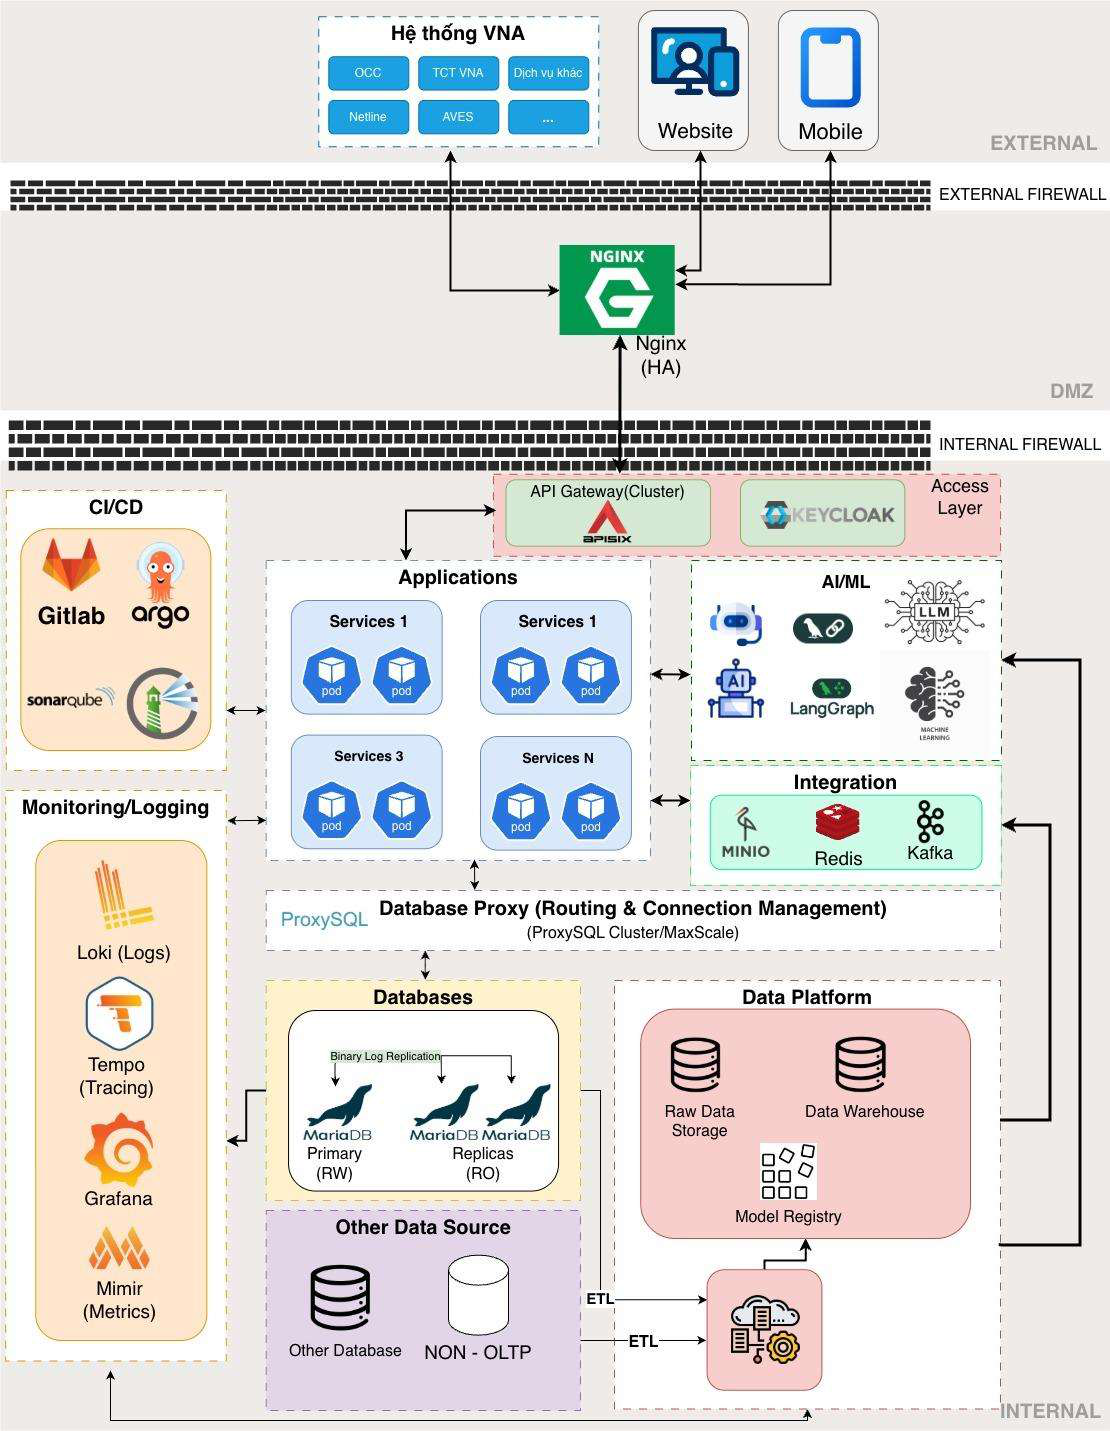 Hệ thống VNA
OCC
TCT VNA
Dịch vụ khác
Netline
AVES
...
Website
Mobile
EXTERNAL
EXTERNAL FIREWALL
NGINX
Nginx
(HA)
DMZ
INTERNAL FIREWALL
API Gateway(Cluster)
APISIX
KEYCLOAK
Access
Layer
CI/CD
Gitlab
argo
sonarqube
Applications
Services 1
pod
pod
Services 1
pod
pod
Services 3
pod
pod
Services N
pod
pod
AI/ML
LLM
AI
LangGraph
MACHINE
LEARNING
Integration
MINIO
Redis
Kafka
Monitoring/Logging
Loki (Logs)
Tempo
(Tracing)
Grafana
Mimir
(Metrics)
ProxySQL
Database Proxy (Routing & Connection Management)
(ProxySQL Cluster/MaxScale)
Databases
Binary Log Replication
MariaDB
MariaDB
MariaDB
Primary
(RW)
Replicas
(RO)
Data Platform
Raw Data
Storage
Data Warehouse
Model Registry
Other Data Source
Other Database
NON - OLTP
ETL
ETL
INTERNAL